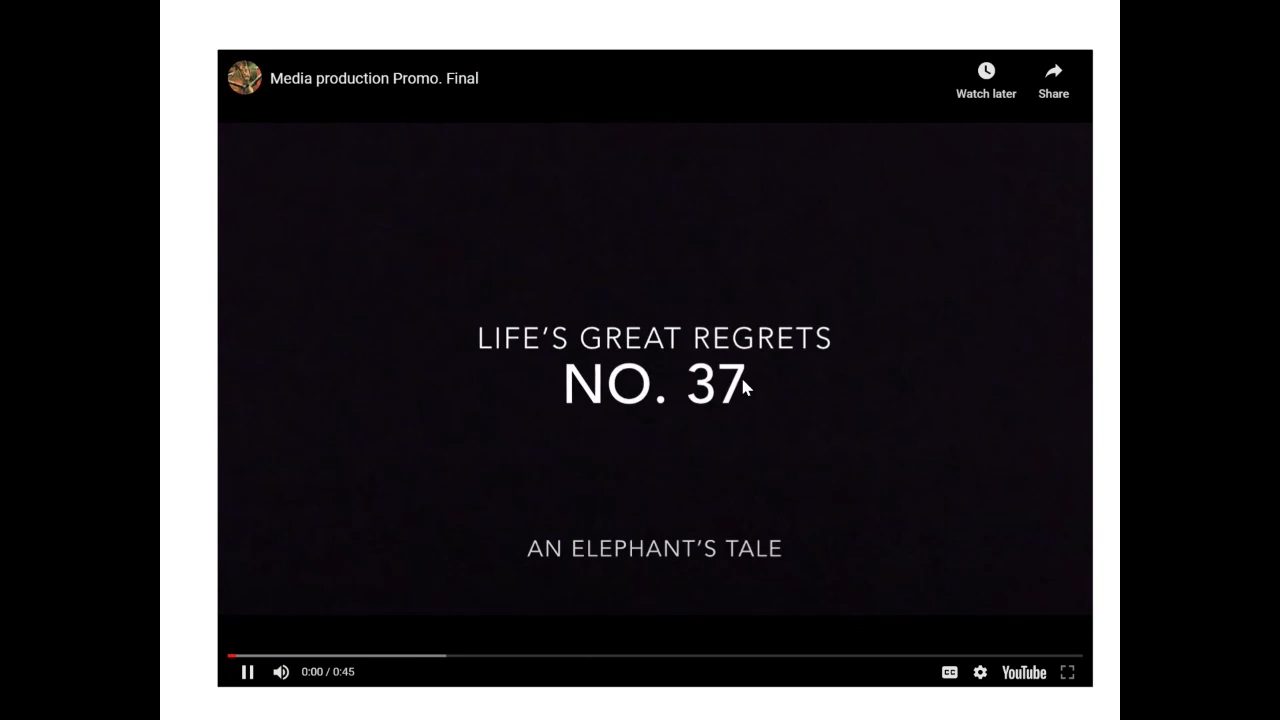 Media production Promo. Final
Watch later
Share
LIFE'S GREAT REGRETS
NO. 37
AN ELEPHANT'S TALE
0:00 / 0:45
CC
YouTube